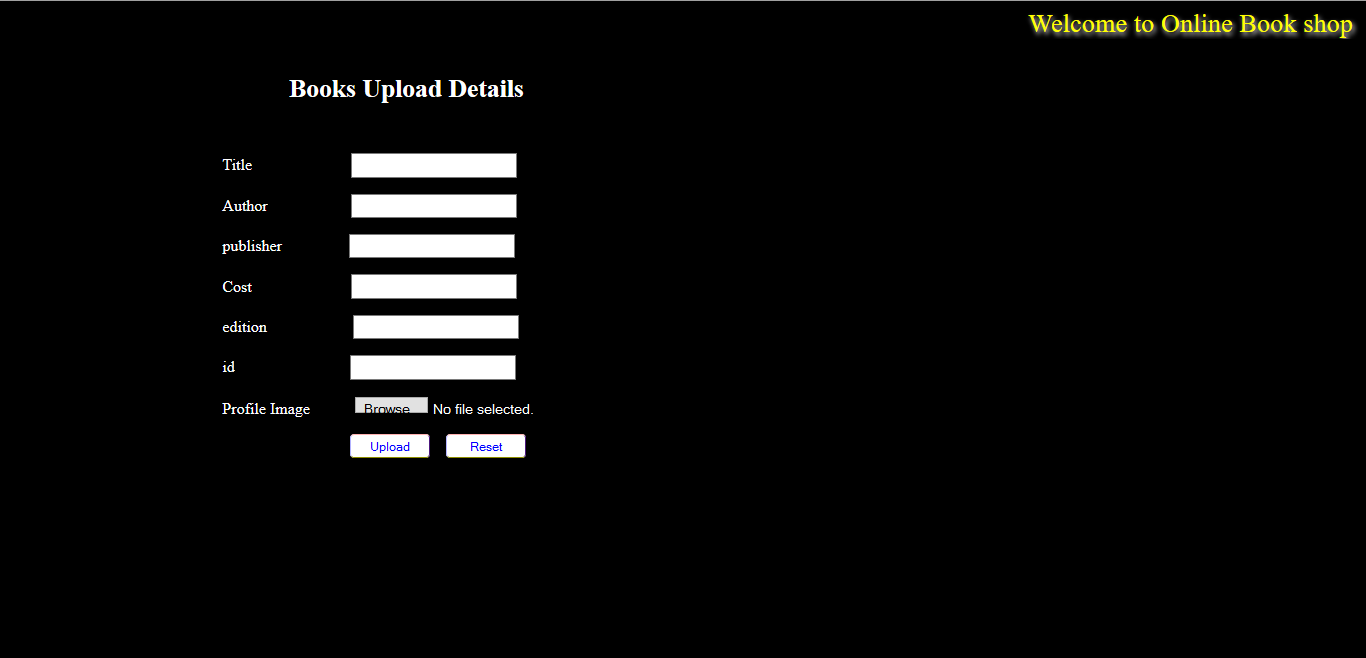 Welcome to Online Book shop
Books Upload Details
Title
Author
publisher
Cost
edition
id
Profile Image Browse No file selected.
Upload Reset